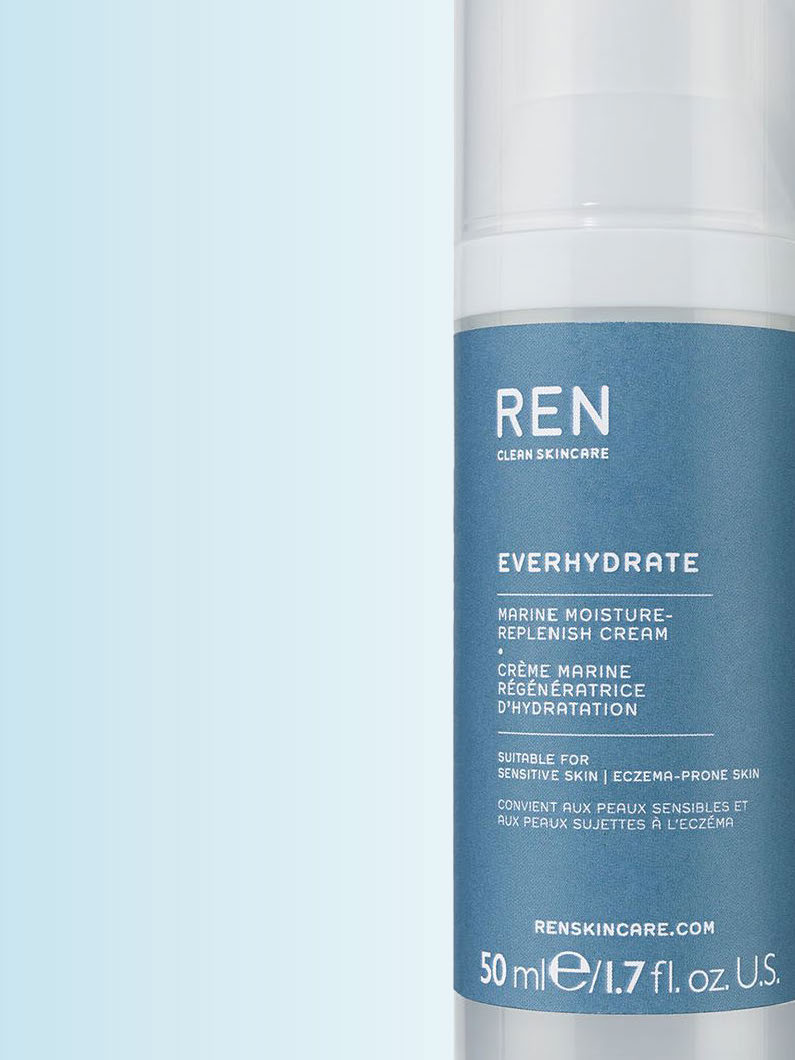 REN
CLEAN SKINCARE
EVERHYDRATE
MARINE MOISTURE-
REPLENISH CREAM
•
CRÈME MARINE
RÉGÉNÉRATRICE
D'HYDRATATION
SUITABLE FOR
SENSITIVE SKIN | ECZEMA-PRONE SKIN
CONVIENT AUX PEAUX SENSIBLES ET
AUX PEAUX SUJETTES À L'ECZÉMA
RENSKINCARE.COM
50 ml℮/1.7 fl. oz. U.S.